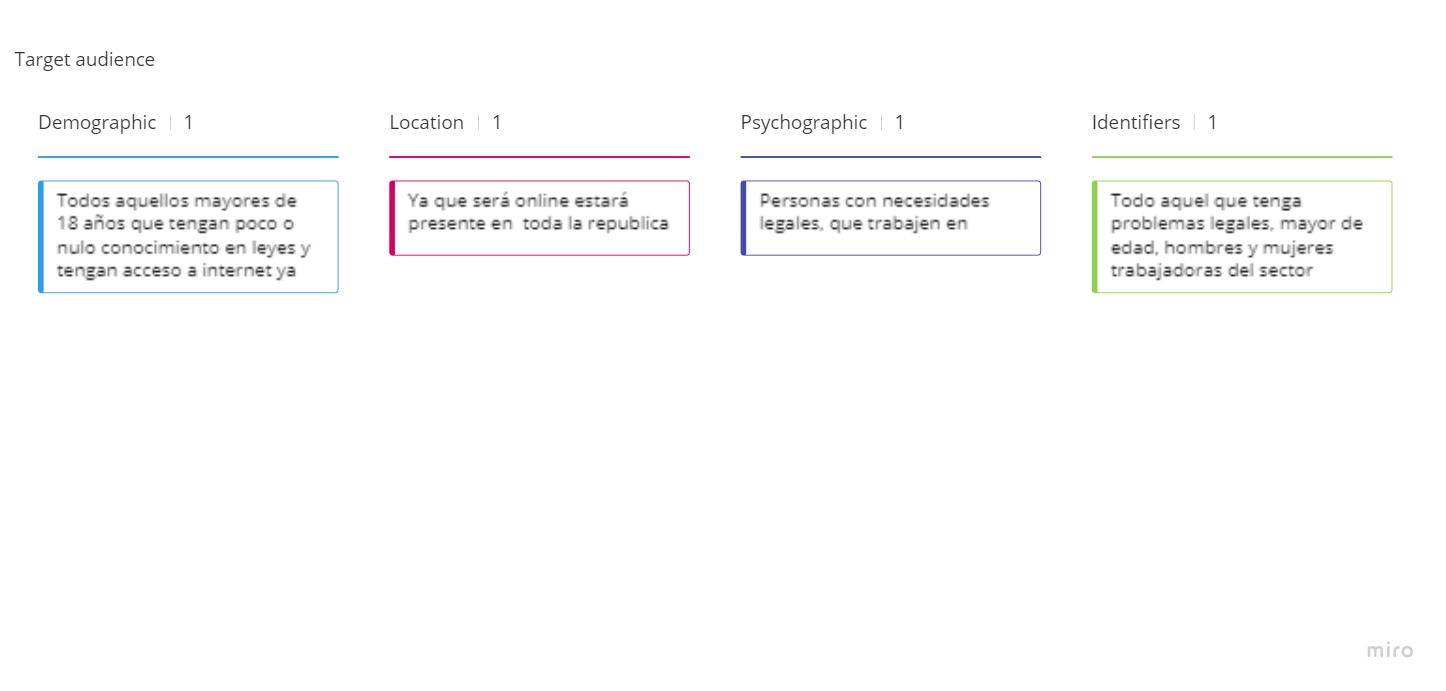 Target audience
Demographic | 1
Location | 1
Psychographic | 1
Identifiers | 1
Todos aquellos mayores de
18 años que tengan poco o
nulo conocimiento en leyes y
tengan acceso a internet ya
Ya que será online estará
presente en toda la republica
Personas con necesidades
legales, que trabajen en
Todo aquel que tenga
problemas legales, mayor de
edad, hombres y mujeres
trabajadoras del sector
miro